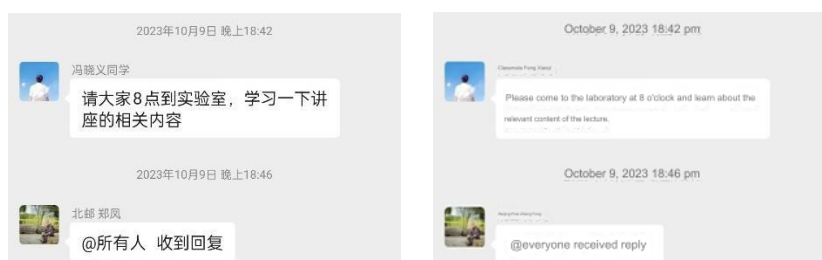 2023年10月9日 晚上18:42
冯晓义同学
请大家8点到实验室，学习一下讲
座的相关内容
2023年10月9日 晚上18:46
北邮 郑凤
@所有人 收到回复
October 9, 2023 18:42 pm
Classmate Feng Xiaoyi
Please come to the laboratory at 8 o'clock and learn about the
relevant content of the lecture.
October 9, 2023 18:46 pm
@everyone received reply